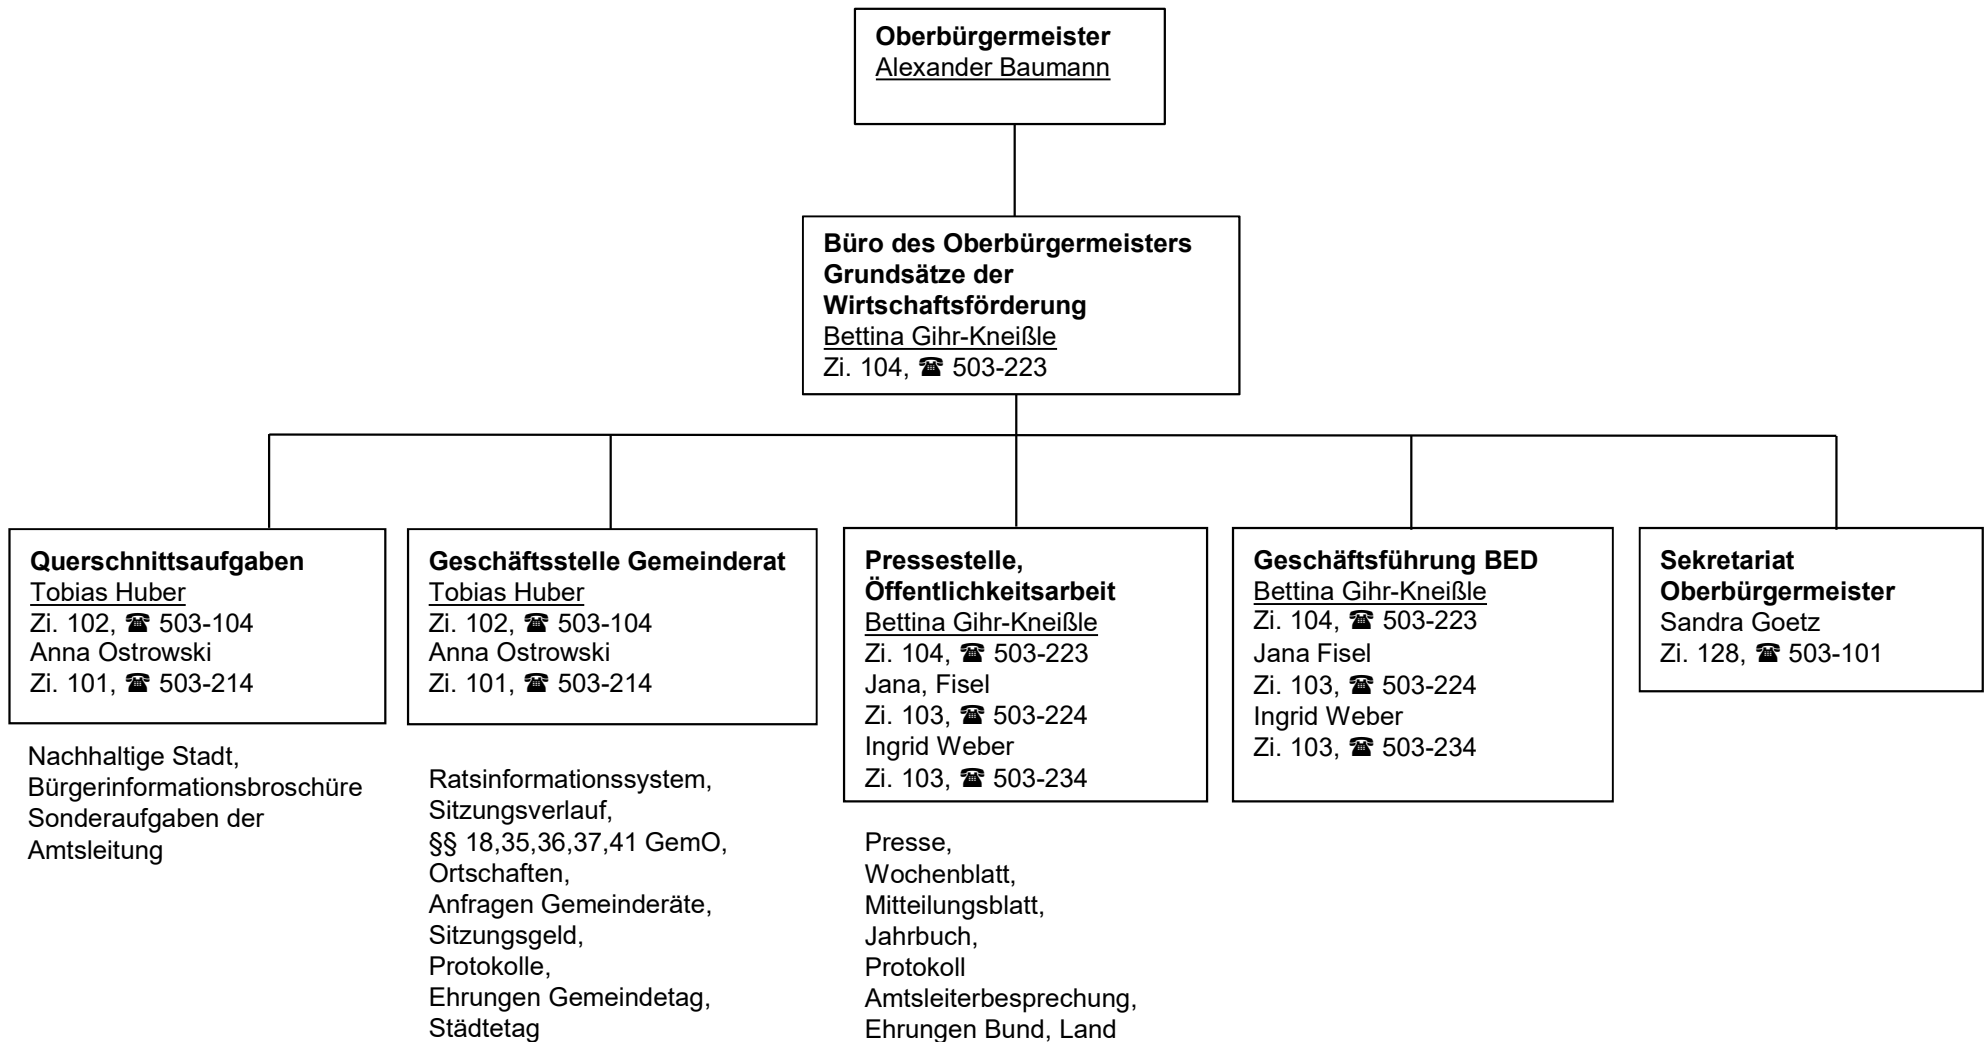 Oberbürgermeister
Alexander Baumann
Büro des Oberbürgermeisters
Grundsätze der
Wirtschaftsförderung
Bettina Gihr-Kneißle
Zi. 104, ☎ 503-223
Querschnittsaufgaben
Tobias Huber
Zi. 102, ☎ 503-104
Anna Ostrowski
Zi. 101, ☎ 503-214
Nachhaltige Stadt,
Bürgerinformationsbroschüre
Sonderaufgaben der
Amtsleitung
Geschäftsstelle Gemeinderat
Tobias Huber
Zi. 102, ☎ 503-104
Anna Ostrowski
Zi. 101, ☎ 503-214
Ratsinformationssystem,
Sitzungsverlauf,
§§ 18,35,36,37,41 GemO,
Ortschaften,
Anfragen Gemeinderäte,
Sitzungsgeld,
Protokolle,
Ehrungen Gemeindetag,
Städtetag
Pressestelle,
Öffentlichkeitsarbeit
Bettina Gihr-Kneißle
Zi. 104, ☎ 503-223
Jana, Fisel
Zi. 103, ☎ 503-224
Ingrid Weber
Zi. 103, ☎ 503-234
Presse,
Wochenblatt,
Mitteilungsblatt,
Jahrbuch,
Protokoll
Amtsleiterbesprechung,
Ehrungen Bund, Land
Geschäftsführung BED
Bettina Gihr-Kneißle
Zi. 104, ☎ 503-223
Jana Fisel
Zi. 103, ☎ 503-224
Ingrid Weber
Zi. 103, ☎ 503-234
Sekretariat
Oberbürgermeister
Sandra Goetz
Zi. 128, ☎ 503-101